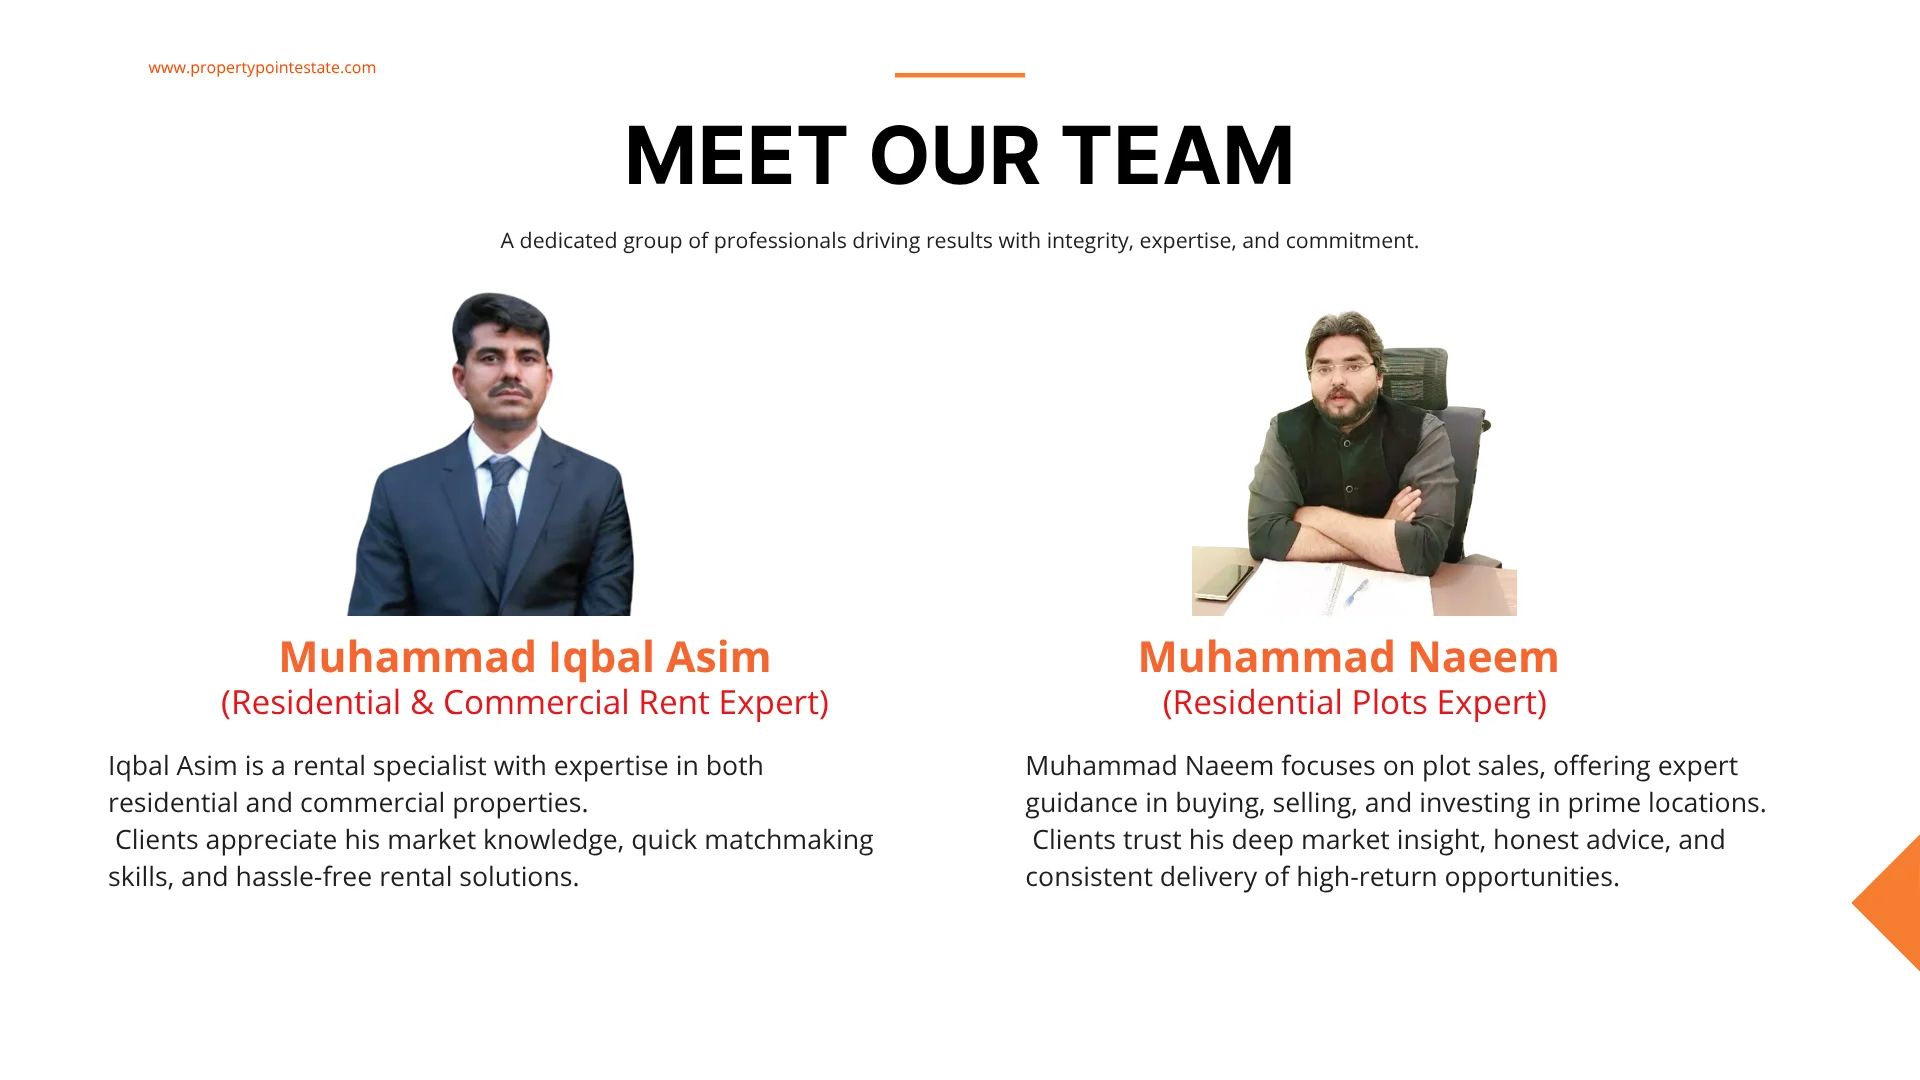 www.propertypointestate.com
MEET OUR TEAM
A dedicated group of professionals driving results with integrity, expertise, and commitment.
Muhammad Iqbal Asim
(Residential & Commercial Rent Expert)
Iqbal Asim is a rental specialist with expertise in both
residential and commercial properties.
Clients appreciate his market knowledge, quick matchmaking
skills, and hassle-free rental solutions.
Muhammad Naeem
(Residential Plots Expert)
Muhammad Naeem focuses on plot sales, offering expert
guidance in buying, selling, and investing in prime locations.
Clients trust his deep market insight, honest advice, and
consistent delivery of high-return opportunities.